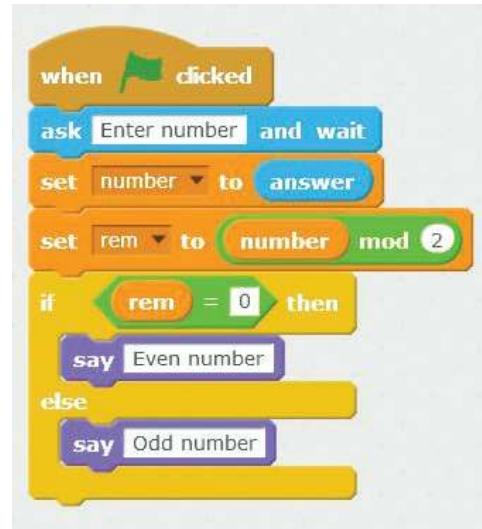 when clicked
ask Enter number and wait
set number to answer
set rem to number mod 2
if rem = 0 then
say Even number
else
say Odd number